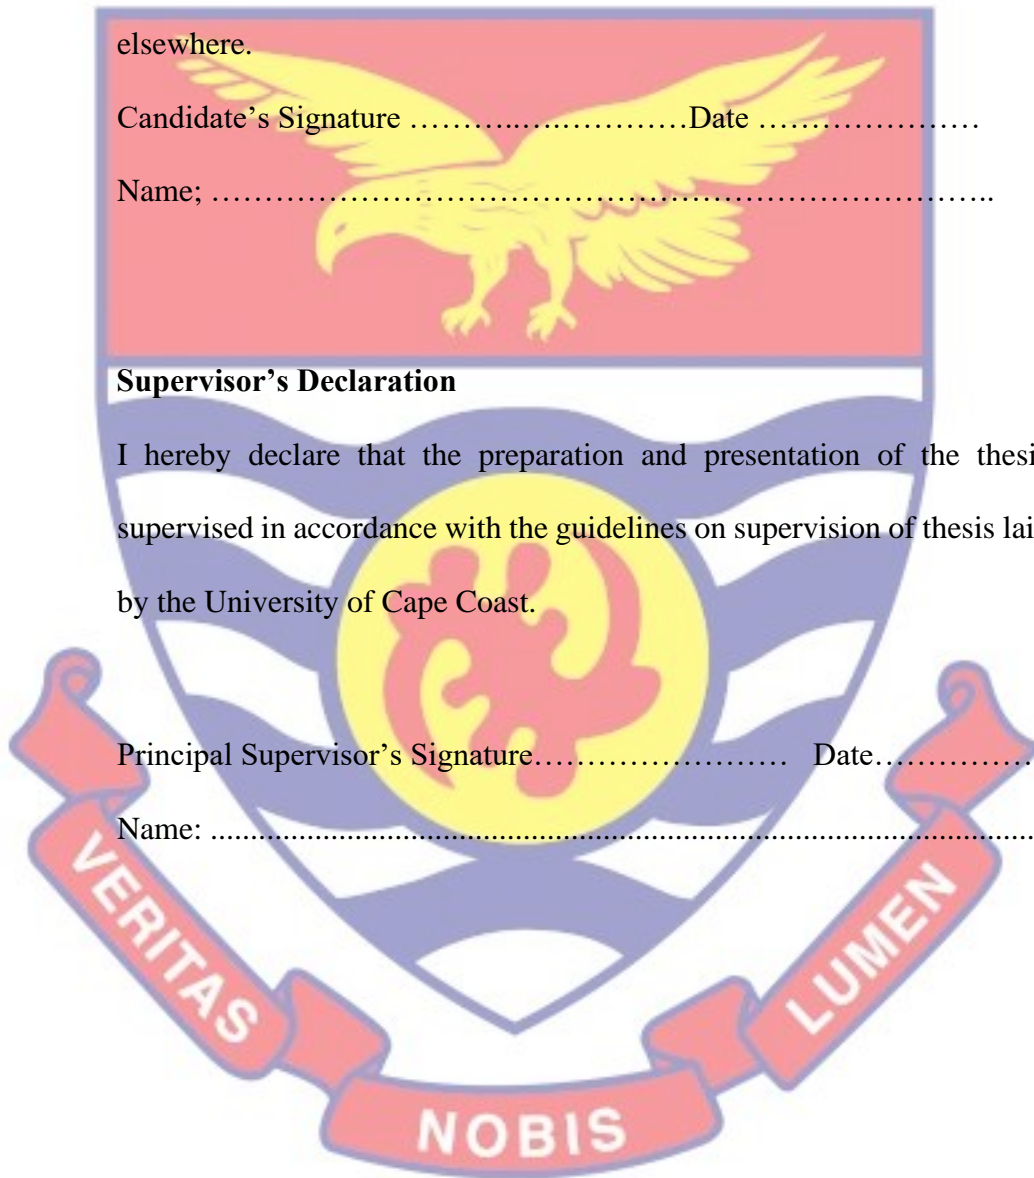 elsewhere.
Candidate’s Signature ………..…..…………Date …………………
Name; …………………………………………………………………..
Supervisor’s Declaration
I hereby declare that the preparation and presentation of the thesi
supervised in accordance with the guidelines on supervision of thesis lai
by the University of Cape Coast.
Principal Supervisor’s Signature…………………… Date……………
Name: ......................................................................................................
VERITAS
NOBIS
LUMEN